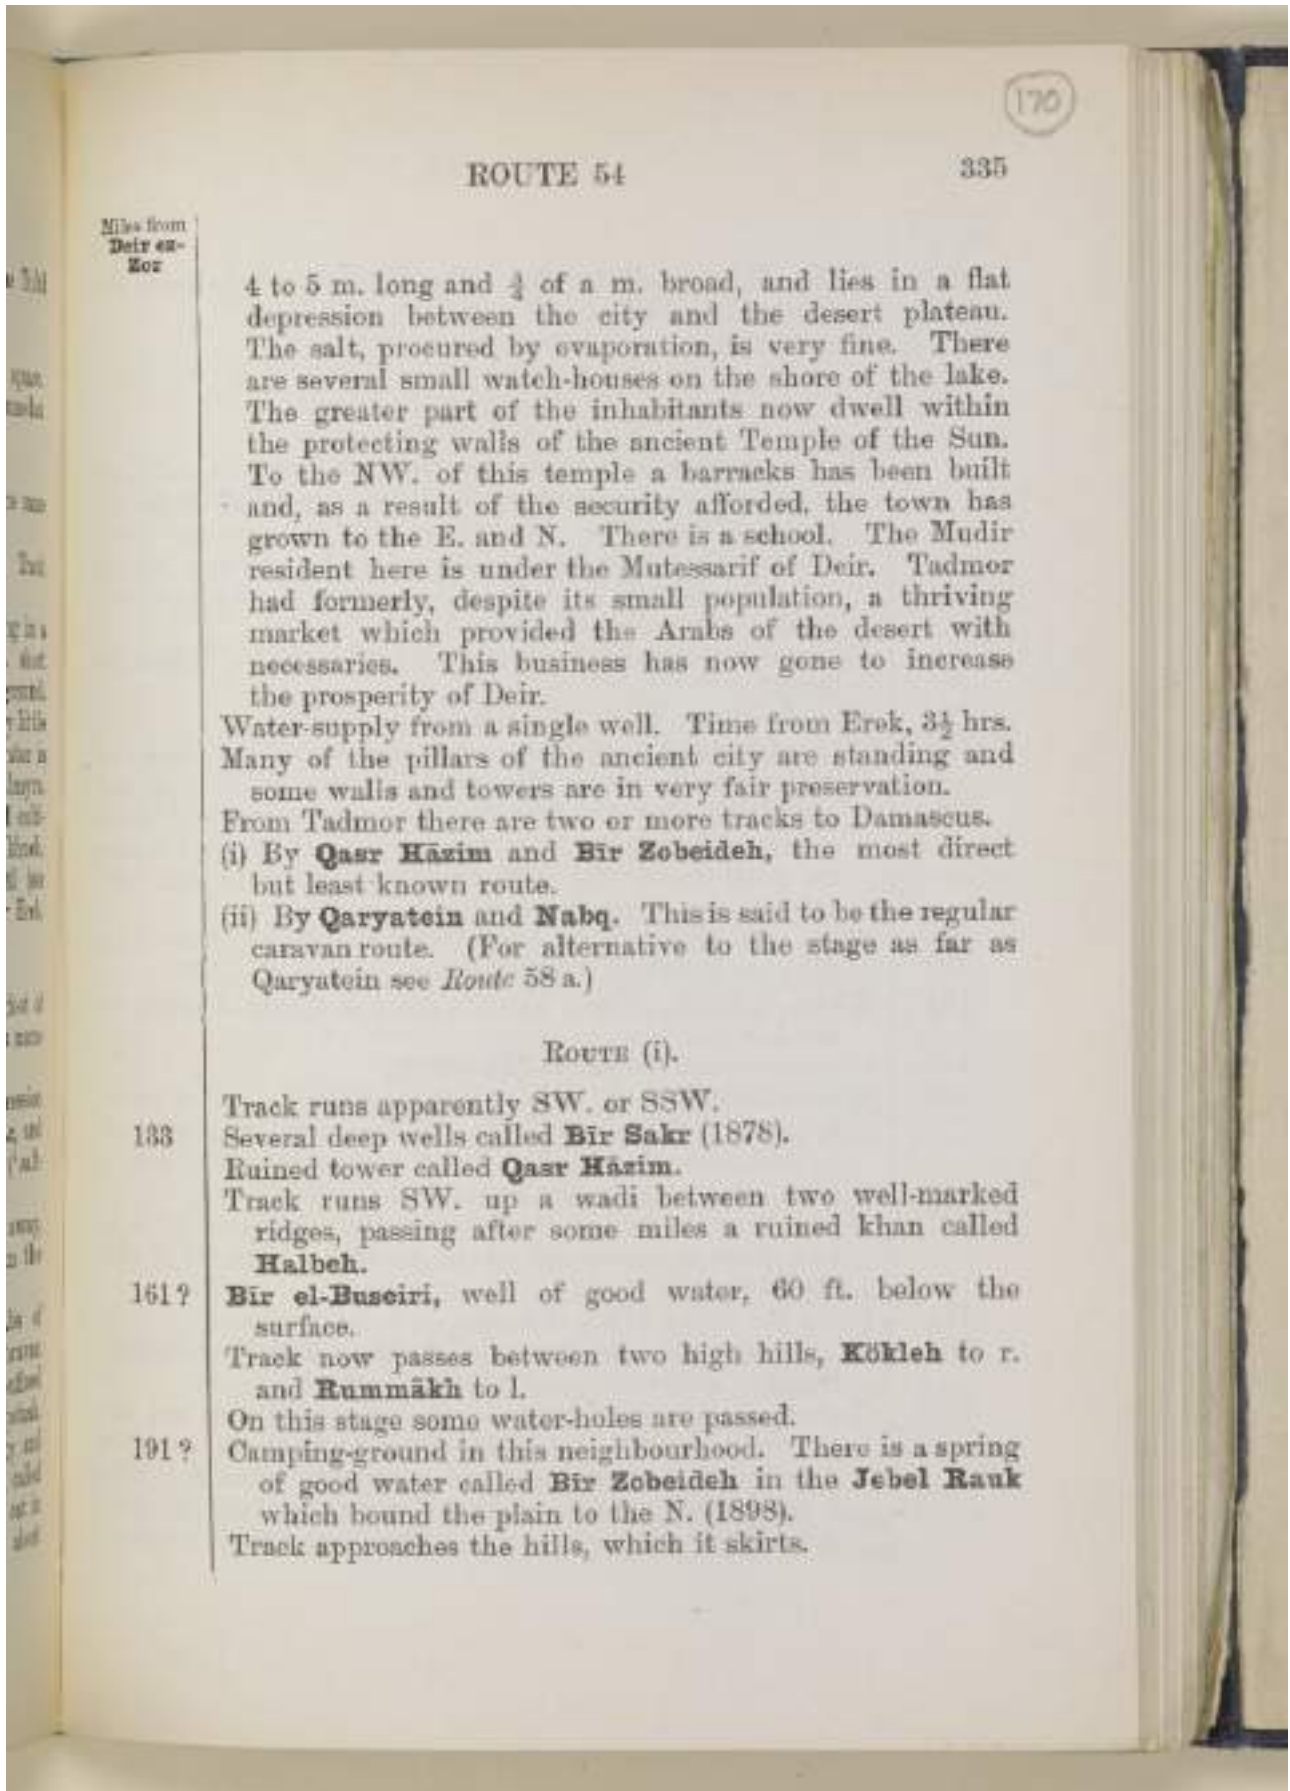 170
ROUTE 54
335
Miles from
Deir ez-
Zor
4 to 5 m. long and ¾ of a m. broad, and lies in a flat
depression between the city and the desert plateau.
The salt, procured by evaporation, is very fine. There
are several small watch-houses on the shore of the lake.
The greater part of the inhabitants now dwell within
the protecting walls of the ancient Temple of the Sun.
To the NW. of this temple a barracks has been built
and, as a result of the security afforded, the town has
grown to the E. and N. There is a school. The Mudir
resident here is under the Mutessarif of Deir. Tadmor
had formerly, despite its small population, a thriving
market which provided the Arabs of the desert with
necessaries. This business has now gone to increase
the prosperity of Deir.
Water-supply from a single well. Time from Erek, 3½ hrs.
Many of the pillars of the ancient city are standing and
some walls and towers are in very fair preservation.
From Tadmor there are two or more tracks to Damascus.
(i) By Qasr Hāzim and Bīr Zobeideh, the most direct
but least known route.
(ii) By Qaryatein and Nabq. This is said to be the regular
caravan route. (For alternative to the stage as far as
Qaryatein see Route 58 a.)
ROUTE (i).
Track runs apparently SW. or SSW.
133 Several deep wells called Bīr Sakr (1878).
Ruined tower called Qasr Hāzim.
Track runs SW. up a wadi between two well-marked
ridges, passing after some miles a ruined khan called
Halbeh.
161? Bīr el-Buseiri, well of good water, 60 ft. below the
surface.
Track now passes between two high hills, Kökleh to r.
and Rummākh to l.
On this stage some water-holes are passed.
191? Camping-ground in this neighbourhood. There is a spring
of good water called Bīr Zobeideh in the Jebel Rauk
which bound the plain to the N. (1898).
Track approaches the hills, which it skirts.